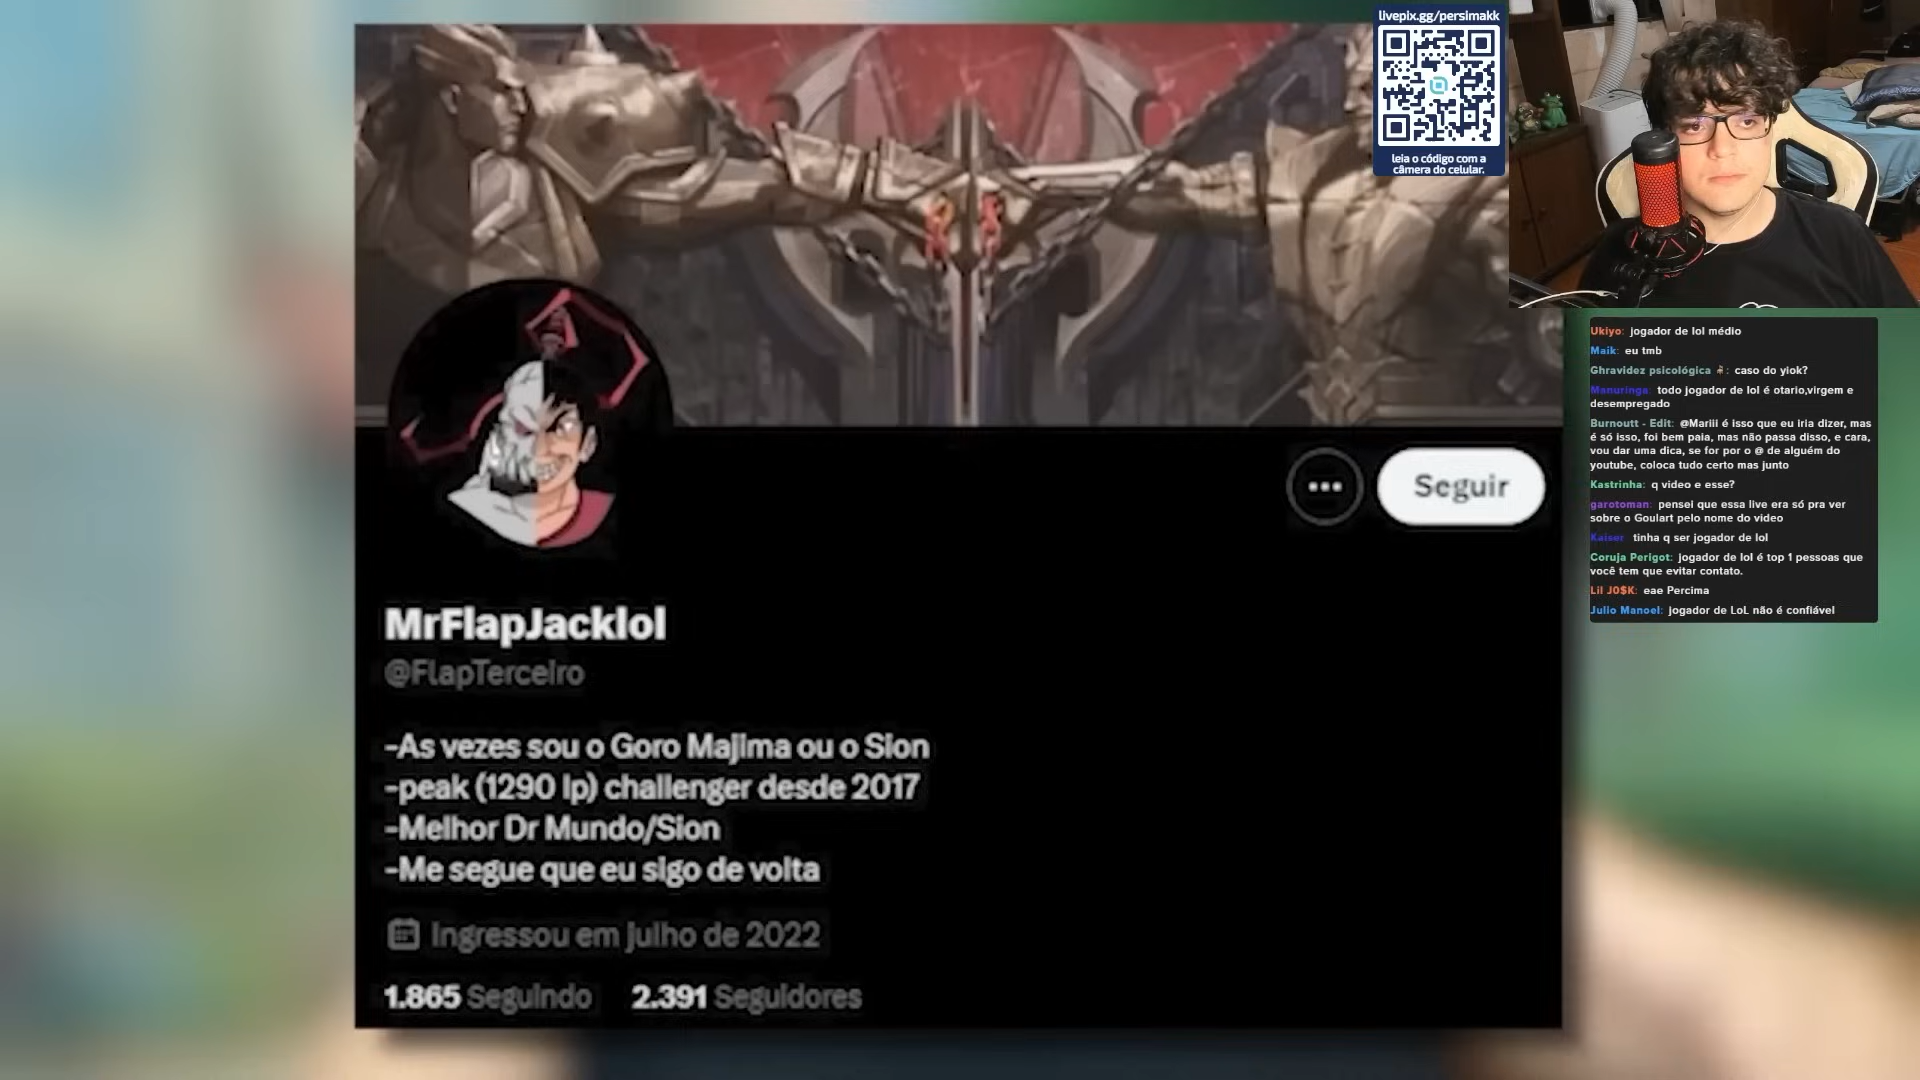 livepix.gg/persimakk
leia o código com a
câmera do celular.
Seguir
MrFlapJacklol
@FlapTerceiro
-As vezes sou o Goro Majima ou o Sion
-peak (1290 lp) challenger desde 2017
-Melhor Dr Mundo/Sion
-Me segue que eu sigo de volta
Ingressou em julho de 2022
1.865 Seguindo 2.391 Seguidores
Ukiyo: jogador de lol médio
Maik: eu tmb
Ghravidez psicológica : caso do yiok?
Manuringa: todo jogador de lol é otario,virgem e
desempregado
Burnoutt - Edit: @Mariii é isso que eu iria dizer, mas
é só isso, foi bem paia, mas não passa disso, e cara,
vou dar uma dica, se for por o @ de alguém do
youtube, coloca tudo certo mas junto
Kastrinha: q video e esse?
garotoman: pensei que essa live era só pra ver
sobre o Goulart pelo nome do video
Kaiser: tinha q ser jogador de lol
Coruja Perigot: jogador de lol é top 1 pessoas que
você tem que evitar contato.
Lil J0$K: eae Percima
Julio Manoel: jogador de LoL não é confiável